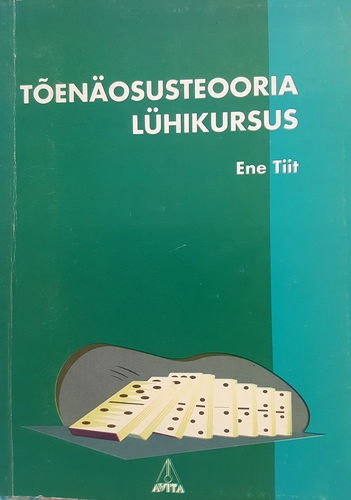 TÕENÄOSUSTEOORIA
LÜHIKURSUS
Ene Tiit
AVITA